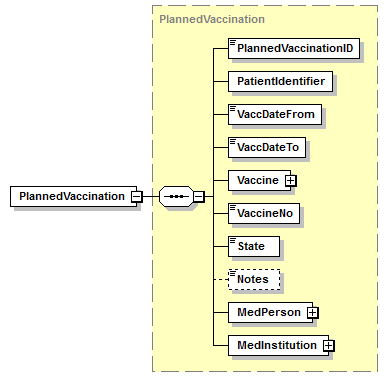 PlannedVaccination
PlannedVaccinationID
PatientIdentifier
VaccDateFrom
VaccDateTo
Vaccine
PlannedVaccination
VaccineNo
State
Notes
MedPerson
MedInstitution